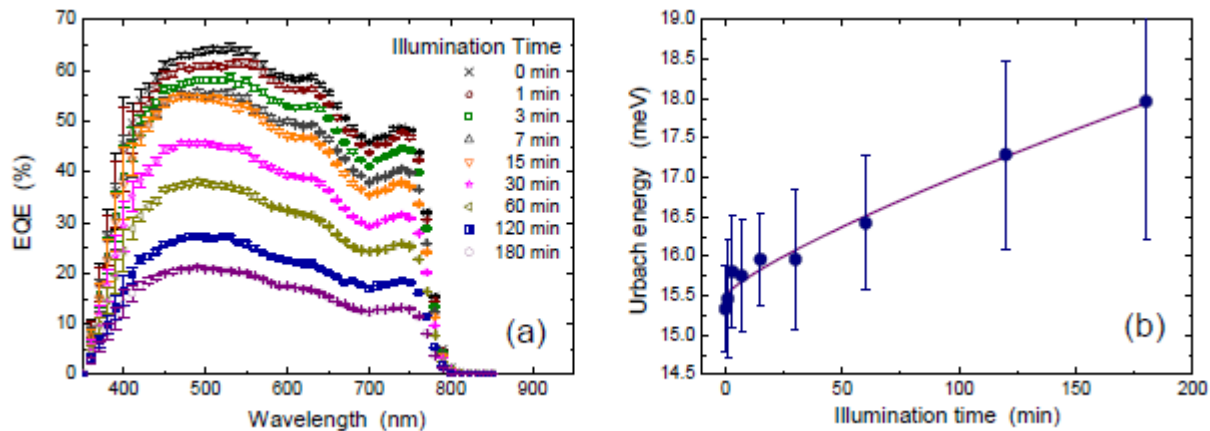 70
60
50
40
30
20
10
0
EQE (%)
400 500 600 700 800 900
Wavelength (nm)
Illumination Time
0 min
1 min
3 min
7 min
15 min
30 min
60 min
120 min
180 min
(a)
19.0
18.5
18.0
17.5
17.0
16.5
16.0
15.5
15.0
14.5
Urbach energy (meV)
0 50 100 150 200
Illumination time (min)
(b)